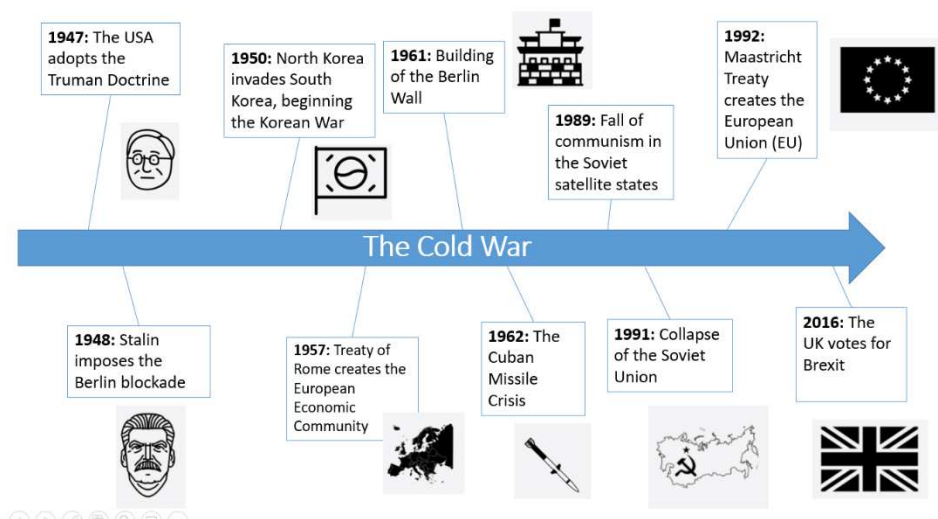 1947: The USA
adopts the
Truman Doctrine
1950: North Korea
invades South
Korea, beginning
the Korean War
1961: Building
of the Berlin
Wall
1989: Fall of
communism in
the Soviet
satellite states
1992:
Maastricht
Treaty
creates the
European
Union (EU)
The Cold War
1948: Stalin
imposes the
Berlin blockade
1957: Treaty of
Rome creates the
European
Economic
Community
1962: The
Cuban
Missile
Crisis
1991: Collapse
of the Soviet
Union
2016: The
UK votes for
Brexit